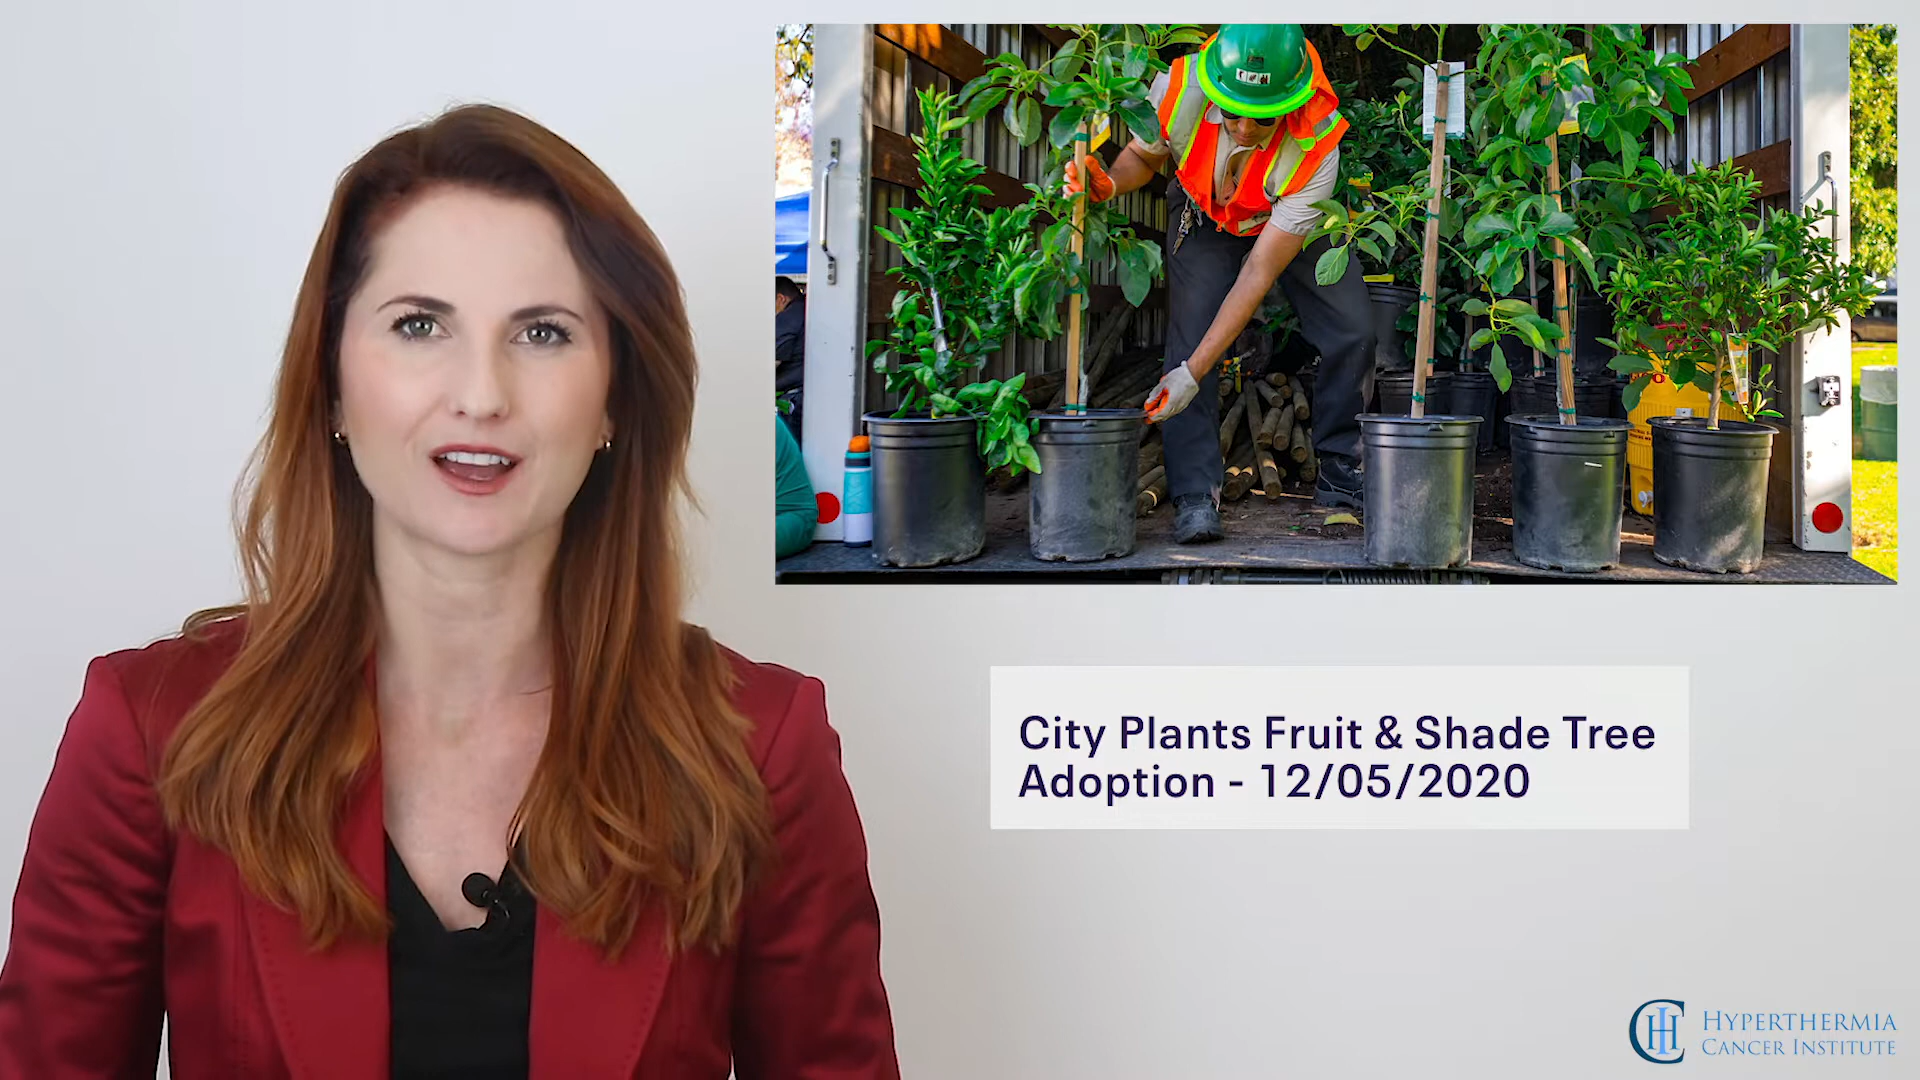 City Plants Fruit & Shade Tree
Adoption - 12/05/2020
HYPERTHERMIA
CANCER INSTITUTE